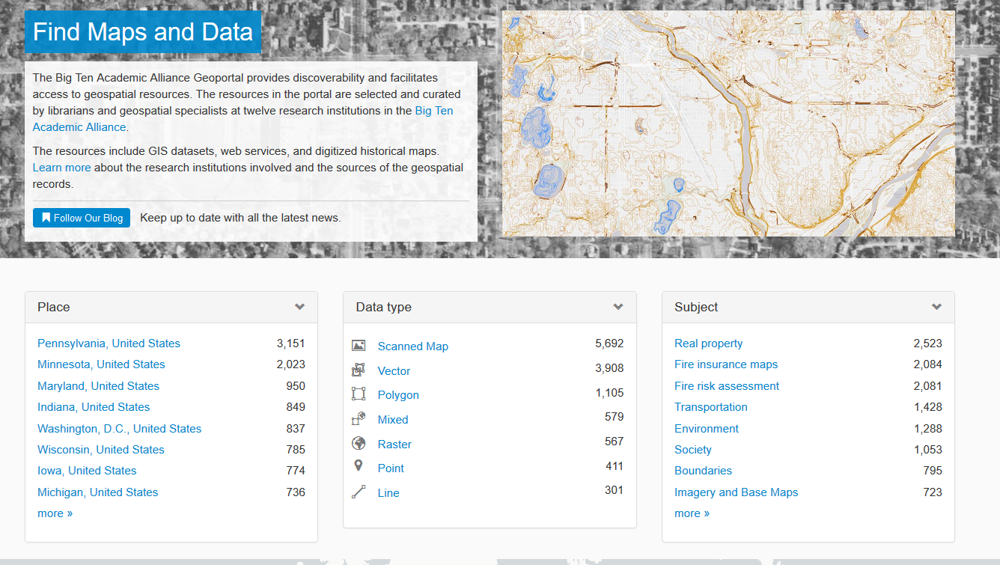 Find Maps and Data
The Big Ten Academic Alliance Geoportal provides discoverability and facilitates
access to geospatial resources. The resources in the portal are selected and curated
by librarians and geospatial specialists at twelve research institutions in the Big Ten
Academic Alliance.
The resources include GIS datasets, web services, and digitized historical maps.
Learn more about the research institutions involved and the sources of the geospatial
records.
Follow Our Blog Keep up to date with all the latest news.
Place
Pennsylvania, United States 3,151
Minnesota, United States 2,023
Maryland, United States 950
Indiana, United States 849
Washington, D.C., United States 837
Wisconsin, United States 785
Iowa, United States 774
Michigan, United States 736
more »
Data type
Scanned Map 5,692
Vector 3,908
Polygon 1,105
Mixed 579
Raster 567
Point 411
Line 301
Subject
Real property 2,523
Fire insurance maps 2,084
Fire risk assessment 2,081
Transportation 1,428
Environment 1,288
Society 1,053
Boundaries 795
Imagery and Base Maps 723
more »